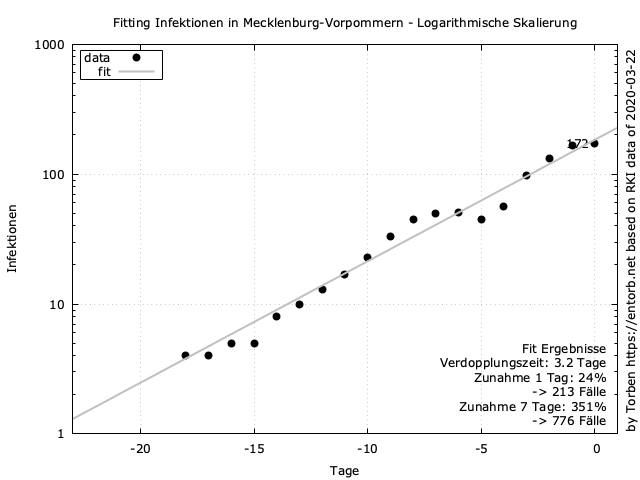 Fitting Infektionen in Mecklenburg-Vorpommern - Logarithmische Skalierung
1000
100
10
1
data
fit
172
Infektionen
Fit Ergebnisse
Verdopplungszeit: 3.2 Tage
Zunahme 1 Tag: 24%
-> 213 Fälle
Zunahme 7 Tage: 351%
-> 776 Fälle
-20
-15
-10
-5
0
Tage
by Torben https://entorb.net based on RKI data of 2020-03-22